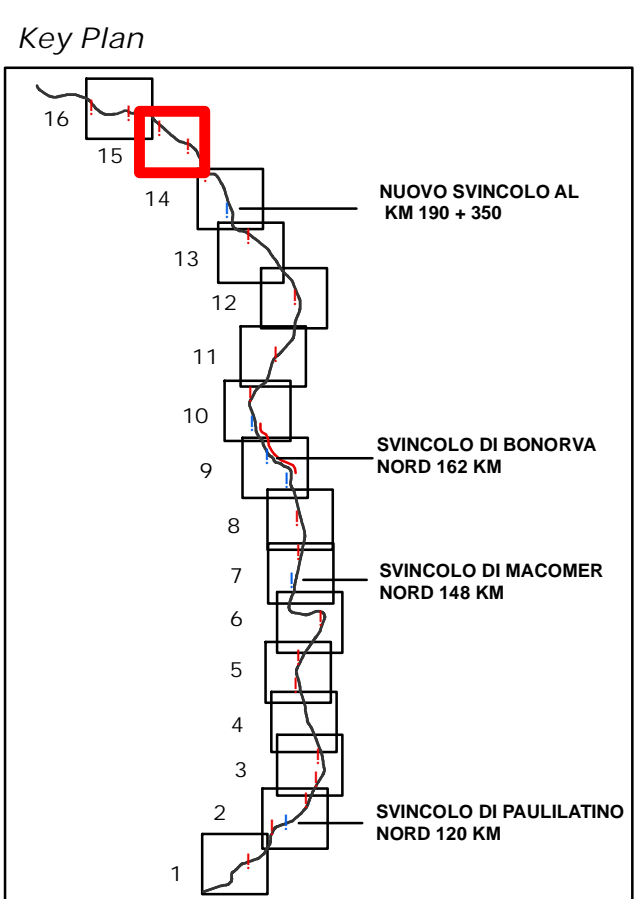 Key Plan
16
15
14
NUOVO SVINCOLO AL
KM 190 + 350
13
12
11
10
SVINCOLO DI BONORVA
NORD 162 KM
9
8
7
SVINCOLO DI MACOMER
NORD 148 KM
6
5
4
3
2
SVINCOLO DI PAULILATINO
NORD 120 KM
1